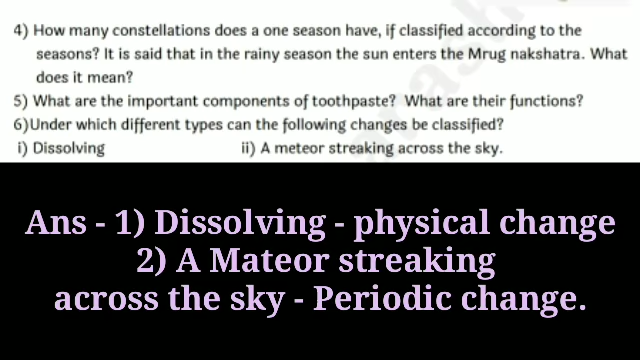 4) How many constellations does a one season have, if classified according to the
seasons? It is said that in the rainy season the sun enters the Mrug nakshatra. What
does it mean?
5) What are the important components of toothpaste? What are their functions?
6)Under which different types can the following changes be classified?
i) Dissolving ii) A meteor streaking across the sky.
Ans - 1) Dissolving - physical change
2) A Mateor streaking
across the sky - Periodic change.